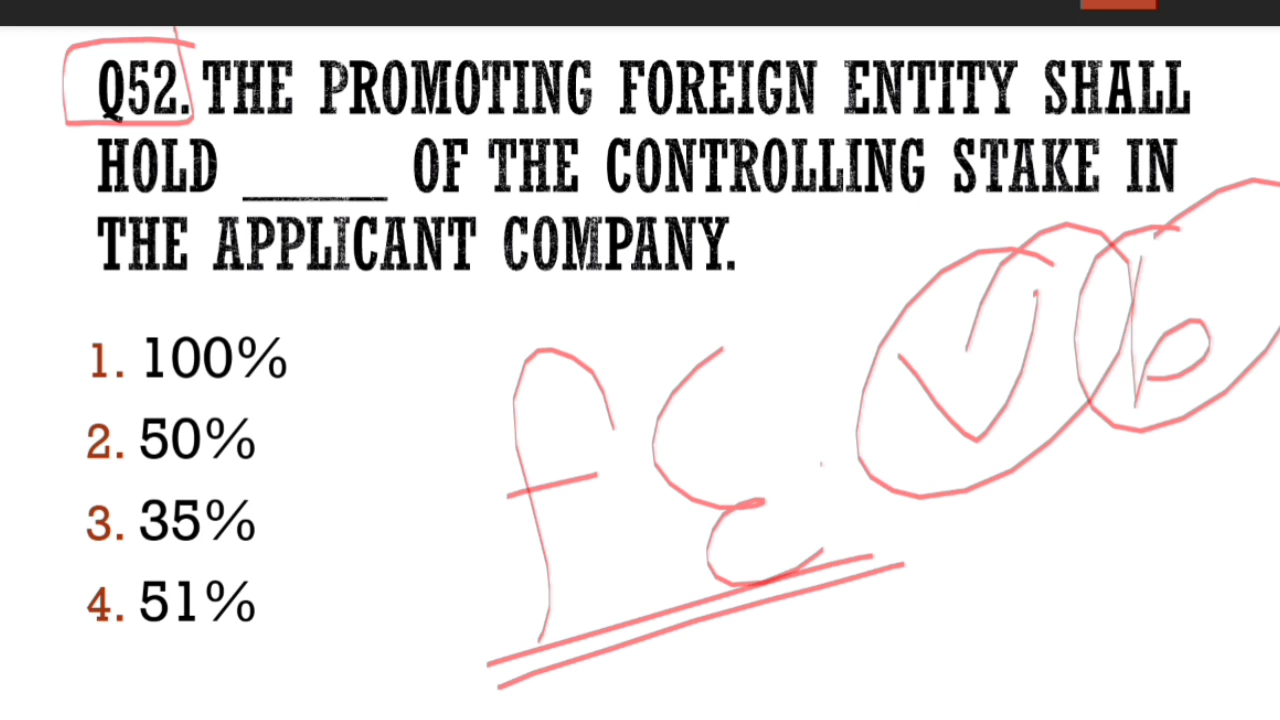 Q52. THE PROMOTING FOREIGN ENTITY SHALL
HOLD _____ OF THE CONTROLLING STAKE IN
THE APPLICANT COMPANY.
1. 100%
2. 50%
3. 35%
4. 51%